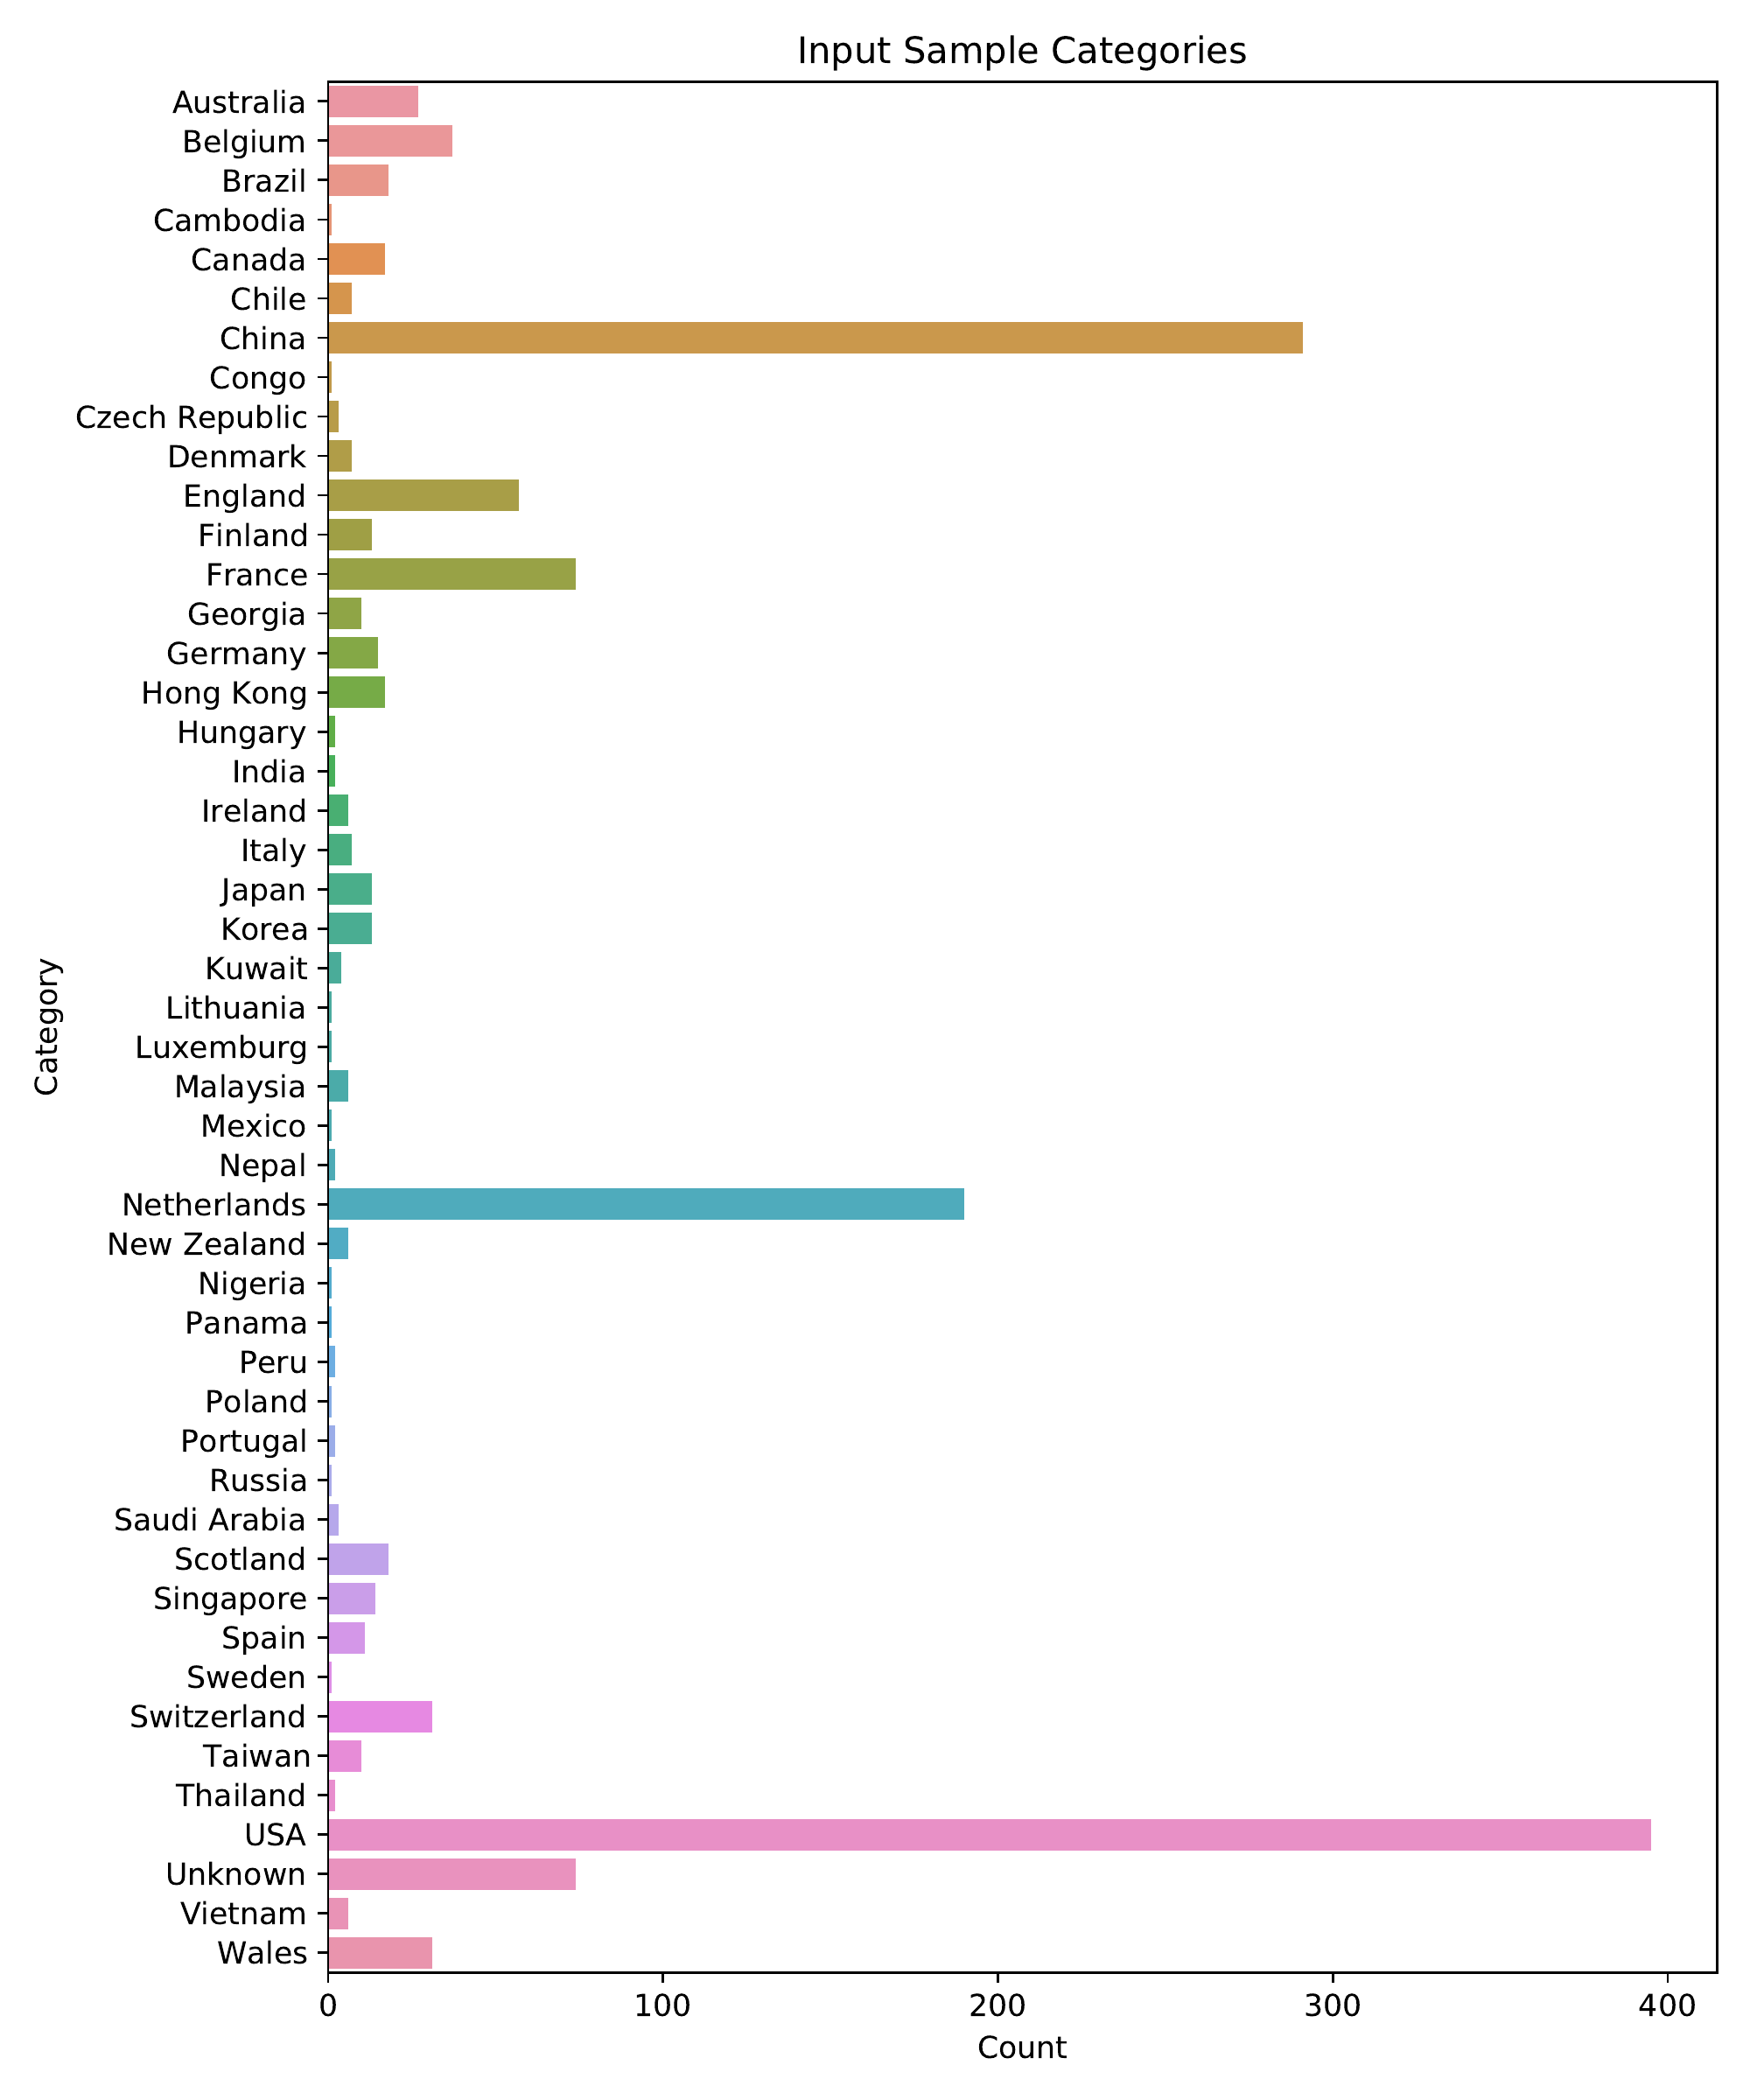 Input Sample Categories
Australia
Belgium
Brazil
Cambodia
Canada
Chile
China
Congo
Czech Republic
Denmark
England
Finland
France
Georgia
Germany
Hong Kong
Hungary
India
Ireland
Italy
Japan
Korea
Kuwait
Lithuania
Luxemburg
Malaysia
Mexico
Nepal
Netherlands
New Zealand
Nigeria
Panama
Peru
Poland
Portugal
Russia
Saudi Arabia
Scotland
Singapore
Spain
Sweden
Switzerland
Taiwan
Thailand
USA
Unknown
Vietnam
Wales
Category
0 100 200 300 400
Count